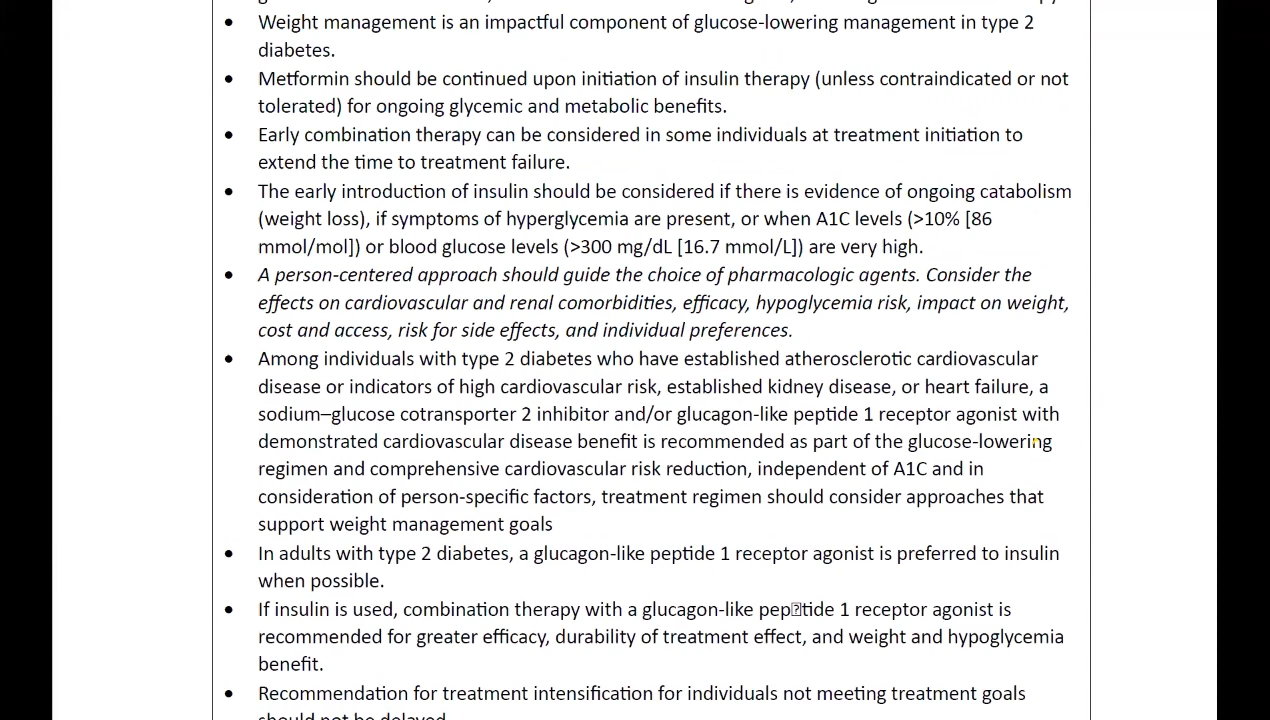 • Weight management is an impactful component of glucose-lowering management in type 2
diabetes.
• Metformin should be continued upon initiation of insulin therapy (unless contraindicated or not
tolerated) for ongoing glycemic and metabolic benefits.
• Early combination therapy can be considered in some individuals at treatment initiation to
extend the time to treatment failure.
• The early introduction of insulin should be considered if there is evidence of ongoing catabolism
(weight loss), if symptoms of hyperglycemia are present, or when A1C levels (>10% [86
mmol/mol]) or blood glucose levels (>300 mg/dL [16.7 mmol/L]) are very high.
• A person-centered approach should guide the choice of pharmacologic agents. Consider the
effects on cardiovascular and renal comorbidities, efficacy, hypoglycemia risk, impact on weight,
cost and access, risk for side effects, and individual preferences.
• Among individuals with type 2 diabetes who have established atherosclerotic cardiovascular
disease or indicators of high cardiovascular risk, established kidney disease, or heart failure, a
sodium–glucose cotransporter 2 inhibitor and/or glucagon-like peptide 1 receptor agonist with
demonstrated cardiovascular disease benefit is recommended as part of the glucose-lowering
regimen and comprehensive cardiovascular risk reduction, independent of A1C and in
consideration of person-specific factors, treatment regimen should consider approaches that
support weight management goals
• In adults with type 2 diabetes, a glucagon-like peptide 1 receptor agonist is preferred to insulin
when possible.
• If insulin is used, combination therapy with a glucagon-like pep⍰tide 1 receptor agonist is
recommended for greater efficacy, durability of treatment effect, and weight and hypoglycemia
benefit.
• Recommendation for treatment intensification for individuals not meeting treatment goals
should not be delayed